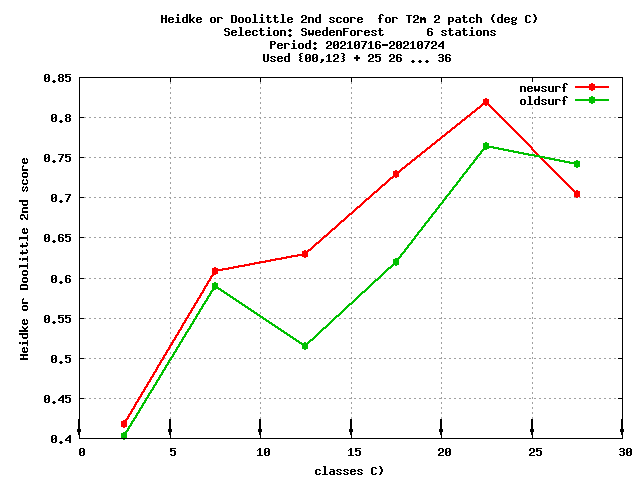 Heidke or Doolittle 2nd score  for T2m 2 patch (deg C)
Selection: SwedenForest      6 stations
Period: 20210716-20210724
Used {00,12} + 25 26 ... 36
0.85
0.8
0.75
0.7
0.65
0.6
0.55
0.5
0.45
0.4
Heidke or Doolittle 2nd score
newsurf
oldsurf
0 5 10 15 20 25 30
classes C)